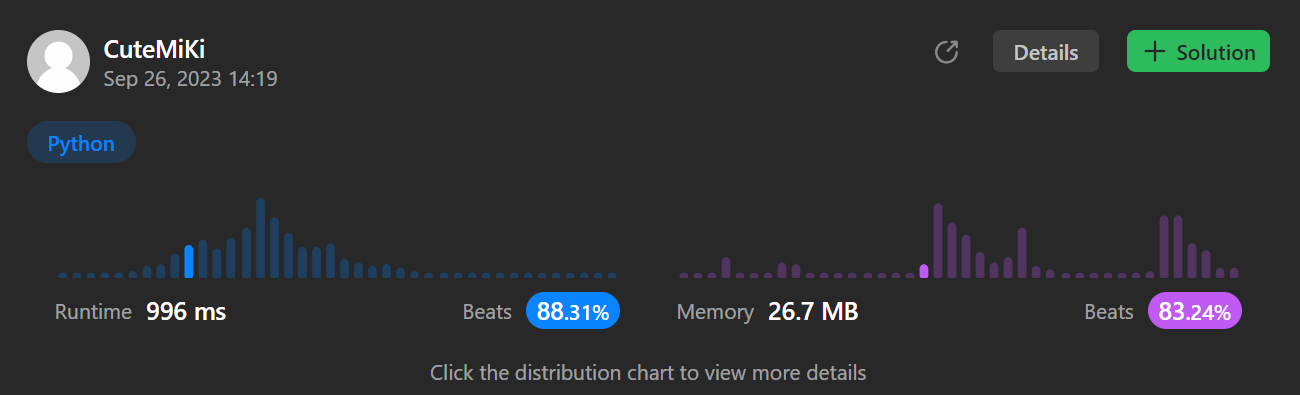 CuteMiKi
Sep 26, 2023 14:19
Details
+ Solution
Python
Runtime 996 ms Beats 88.31%
Memory 26.7 MB Beats 83.24%
Click the distribution chart to view more details